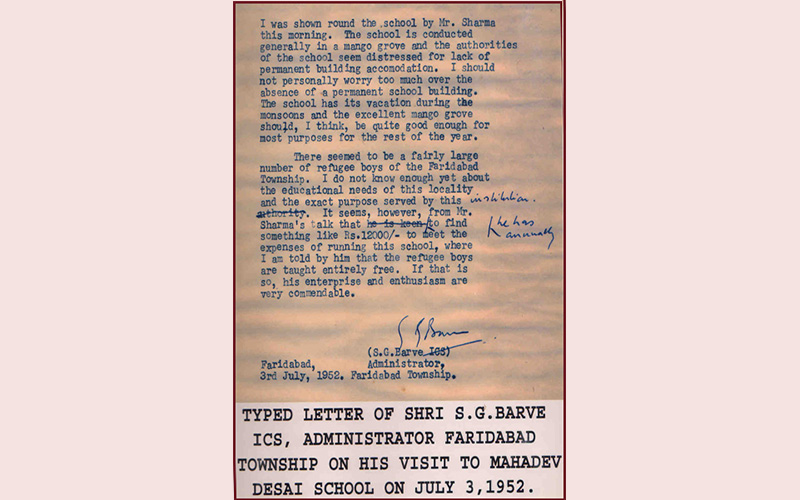 I was shown round the school by Mr. Sharma
this morning. The school is conducted
generally in a mango grove and the authorities
of the school seem distressed for lack of
permanent building accomodation. I should
not personally worry too much over the
absence of a permanent school building.
The school has its vacation during the
monsoons and the excellent mango grove
should, I think, be quite good enough for
most purposes for the rest of the year.
There seemed to be a fairly large
number of refugee boys of the Faridabad
Township. I do not know enough yet about
the educational needs of this locality
and the exact purpose served by this institution.
authority. It seems, however, from Mr.
Sharma's talk that he is keen to find he has
something like Rs.12000/- to meet the annually
expenses of running this school, where
I am told by him that the refugee boys
are taught entirely free. If that is
so, his enterprise and enthusiasm are
very commendable.
S G Barve
(S.G.Barve ICS)
Faridabad, Administrator,
3rd July, 1952. Faridabad Township.
TYPED LETTER OF SHRI S.G.BARVE
ICS, ADMINISTRATOR FARIDABAD
TOWNSHIP ON HIS VISIT TO MAHADEV
DESAI SCHOOL ON JULY 3,1952.